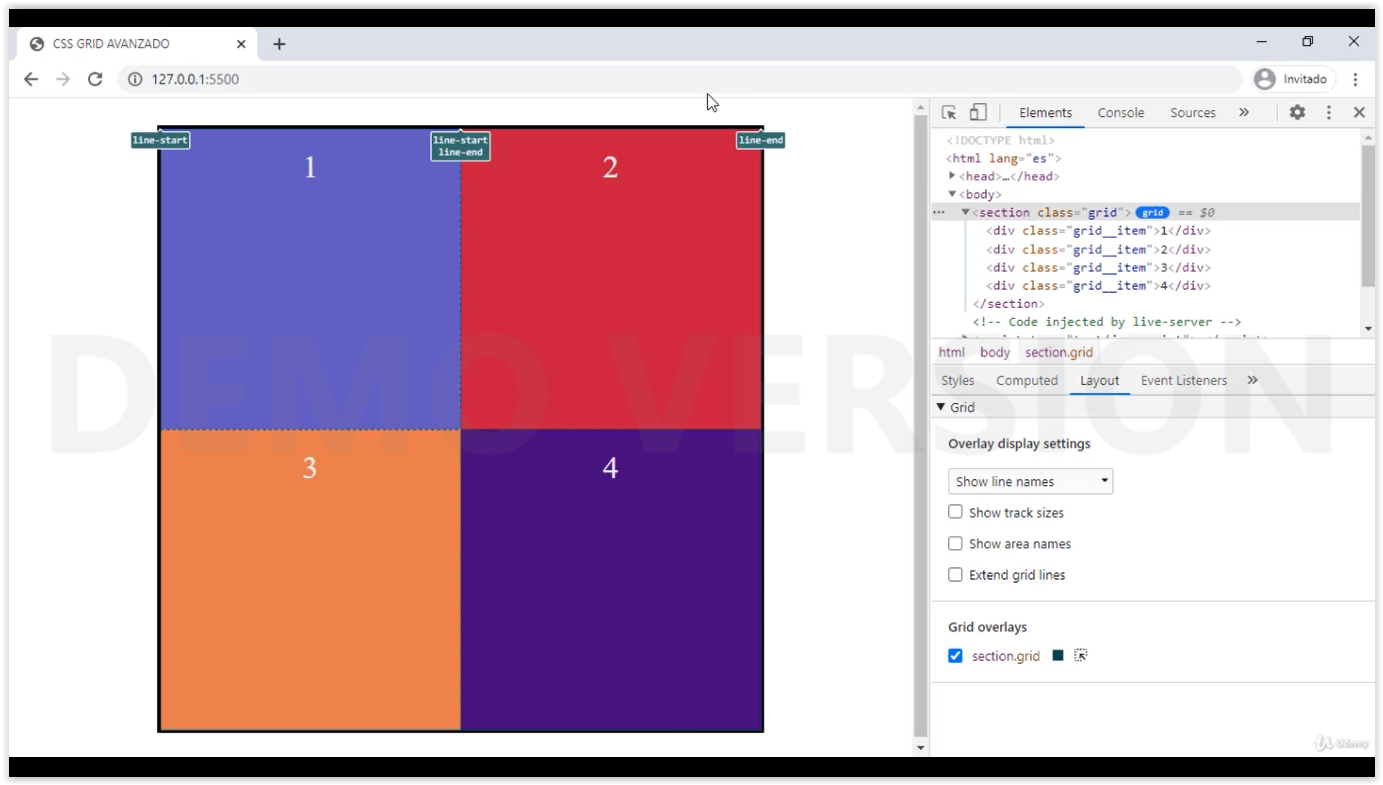 CSS GRID AVANZADO
127.0.0.1:5500
Invitado
line-start
line-start
line-end
line-end
1
2
3
4
Elements Console Sources »
<!DOCTYPE html>
<html lang="es">
<head>…</head>
<body>
••• <section class="grid"> grid == $0
<div class="grid__item">1</div>
<div class="grid__item">2</div>
<div class="grid__item">3</div>
<div class="grid__item">4</div>
</section>
<!-- Code injected by live-server -->
html body section.grid
Styles Computed Layout Event Listeners »
Grid
Overlay display settings
Show line names
Show track sizes
Show area names
Extend grid lines
Grid overlays
section.grid
DEMO VERSION
Udemy